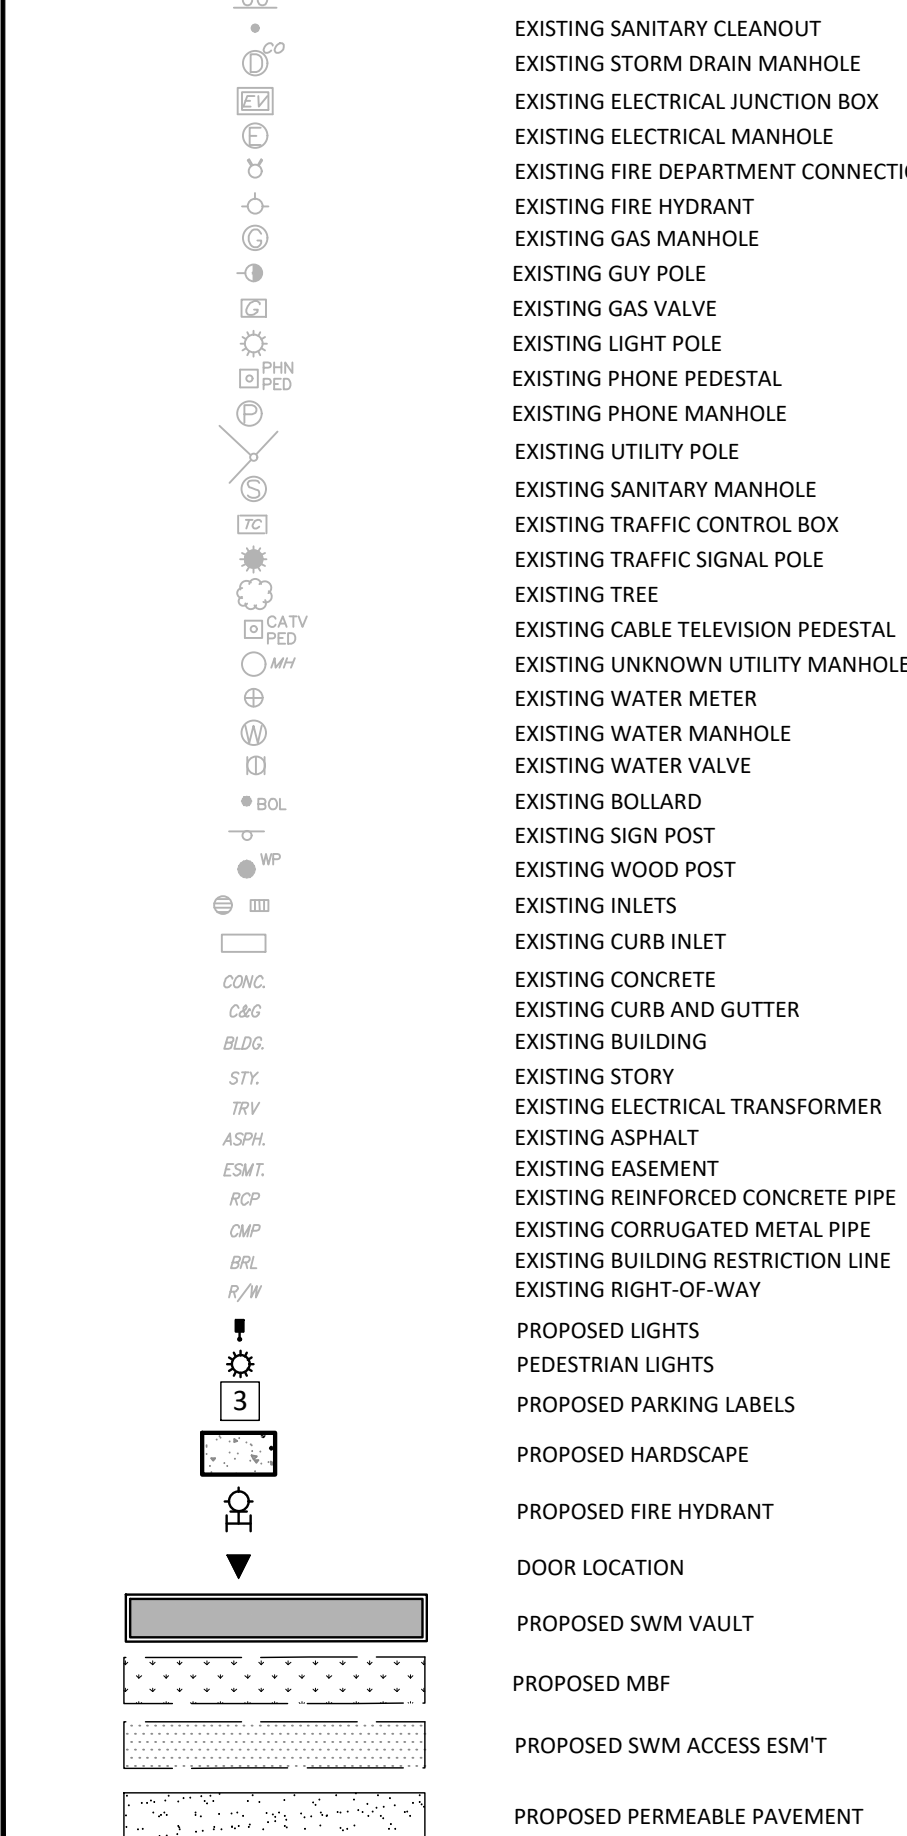 EXISTING SANITARY CLEANOUT
CO
D EXISTING STORM DRAIN MANHOLE
EV EXISTING ELECTRICAL JUNCTION BOX
E EXISTING ELECTRICAL MANHOLE
EXISTING FIRE DEPARTMENT
EXISTING FIRE HYDRANT
G EXISTING GAS MANHOLE
EXISTING GUY POLE
G EXISTING GAS VALVE
EXISTING LIGHT POLE
PHN
PED EXISTING PHONE PEDESTAL
P EXISTING PHONE MANHOLE
EXISTING UTILITY POLE
S EXISTING SANITARY MANHOLE
TC EXISTING TRAFFIC CONTROL BOX
EXISTING TRAFFIC SIGNAL POLE
EXISTING TREE
CATV
PED EXISTING CABLE TELEVISION PEDESTAL
MH EXISTING UNKNOWN UTILITY MANHOLE
EXISTING WATER METER
W EXISTING WATER MANHOLE
EXISTING WATER VALVE
BOL EXISTING BOLLARD
EXISTING SIGN POST
WP EXISTING WOOD POST
EXISTING INLETS
EXISTING CURB INLET
CONC. EXISTING CONCRETE
C&G EXISTING CURB AND GUTTER
BLDG. EXISTING BUILDING
STY. EXISTING STORY
TRV EXISTING ELECTRICAL TRANSFORMER
ASPH. EXISTING ASPHALT
ESMT. EXISTING EASEMENT
RCP EXISTING REINFORCED CONCRETE PIPE
CMP EXISTING CORRUGATED METAL PIPE
BRL EXISTING BUILDING RESTRICTION LINE
R/W EXISTING RIGHT-OF-WAY
PROPOSED LIGHTS
PEDESTRIAN LIGHTS
3 PROPOSED PARKING LABELS
PROPOSED HARDSCAPE
PROPOSED FIRE HYDRANT
DOOR LOCATION
PROPOSED SWM VAULT
PROPOSED MBF
PROPOSED SWM ACCESS ESM'T
PROPOSED PERMEABLE PAVEMENT